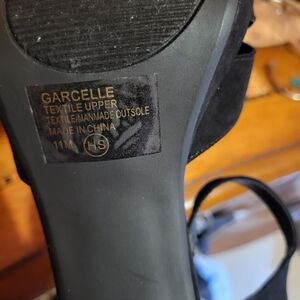 GARCELLE
TEXTILE UPPER
TEXTILE/MANMADE OUTSOLE
MADE IN CHINA
11M HS